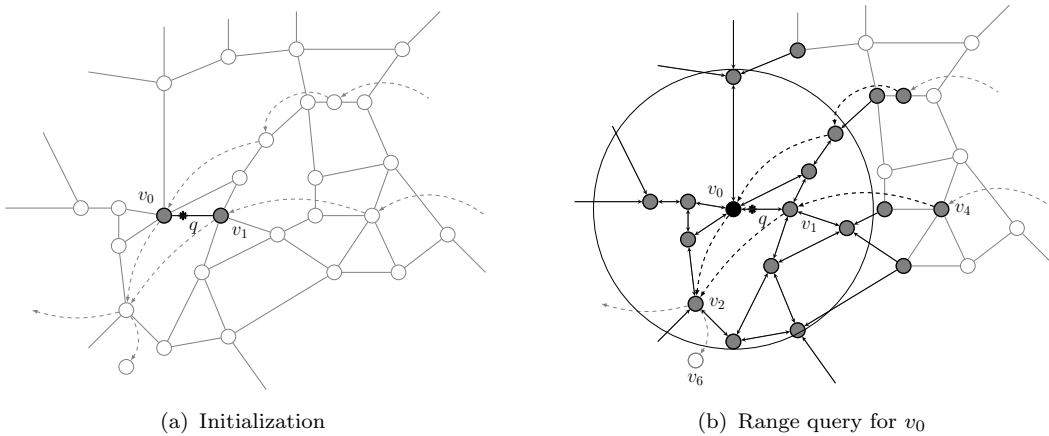 v₀
q
v₁
v₀
q
v₁
v₄
v₂
v₆
(a) Initialization
(b) Range query for v₀